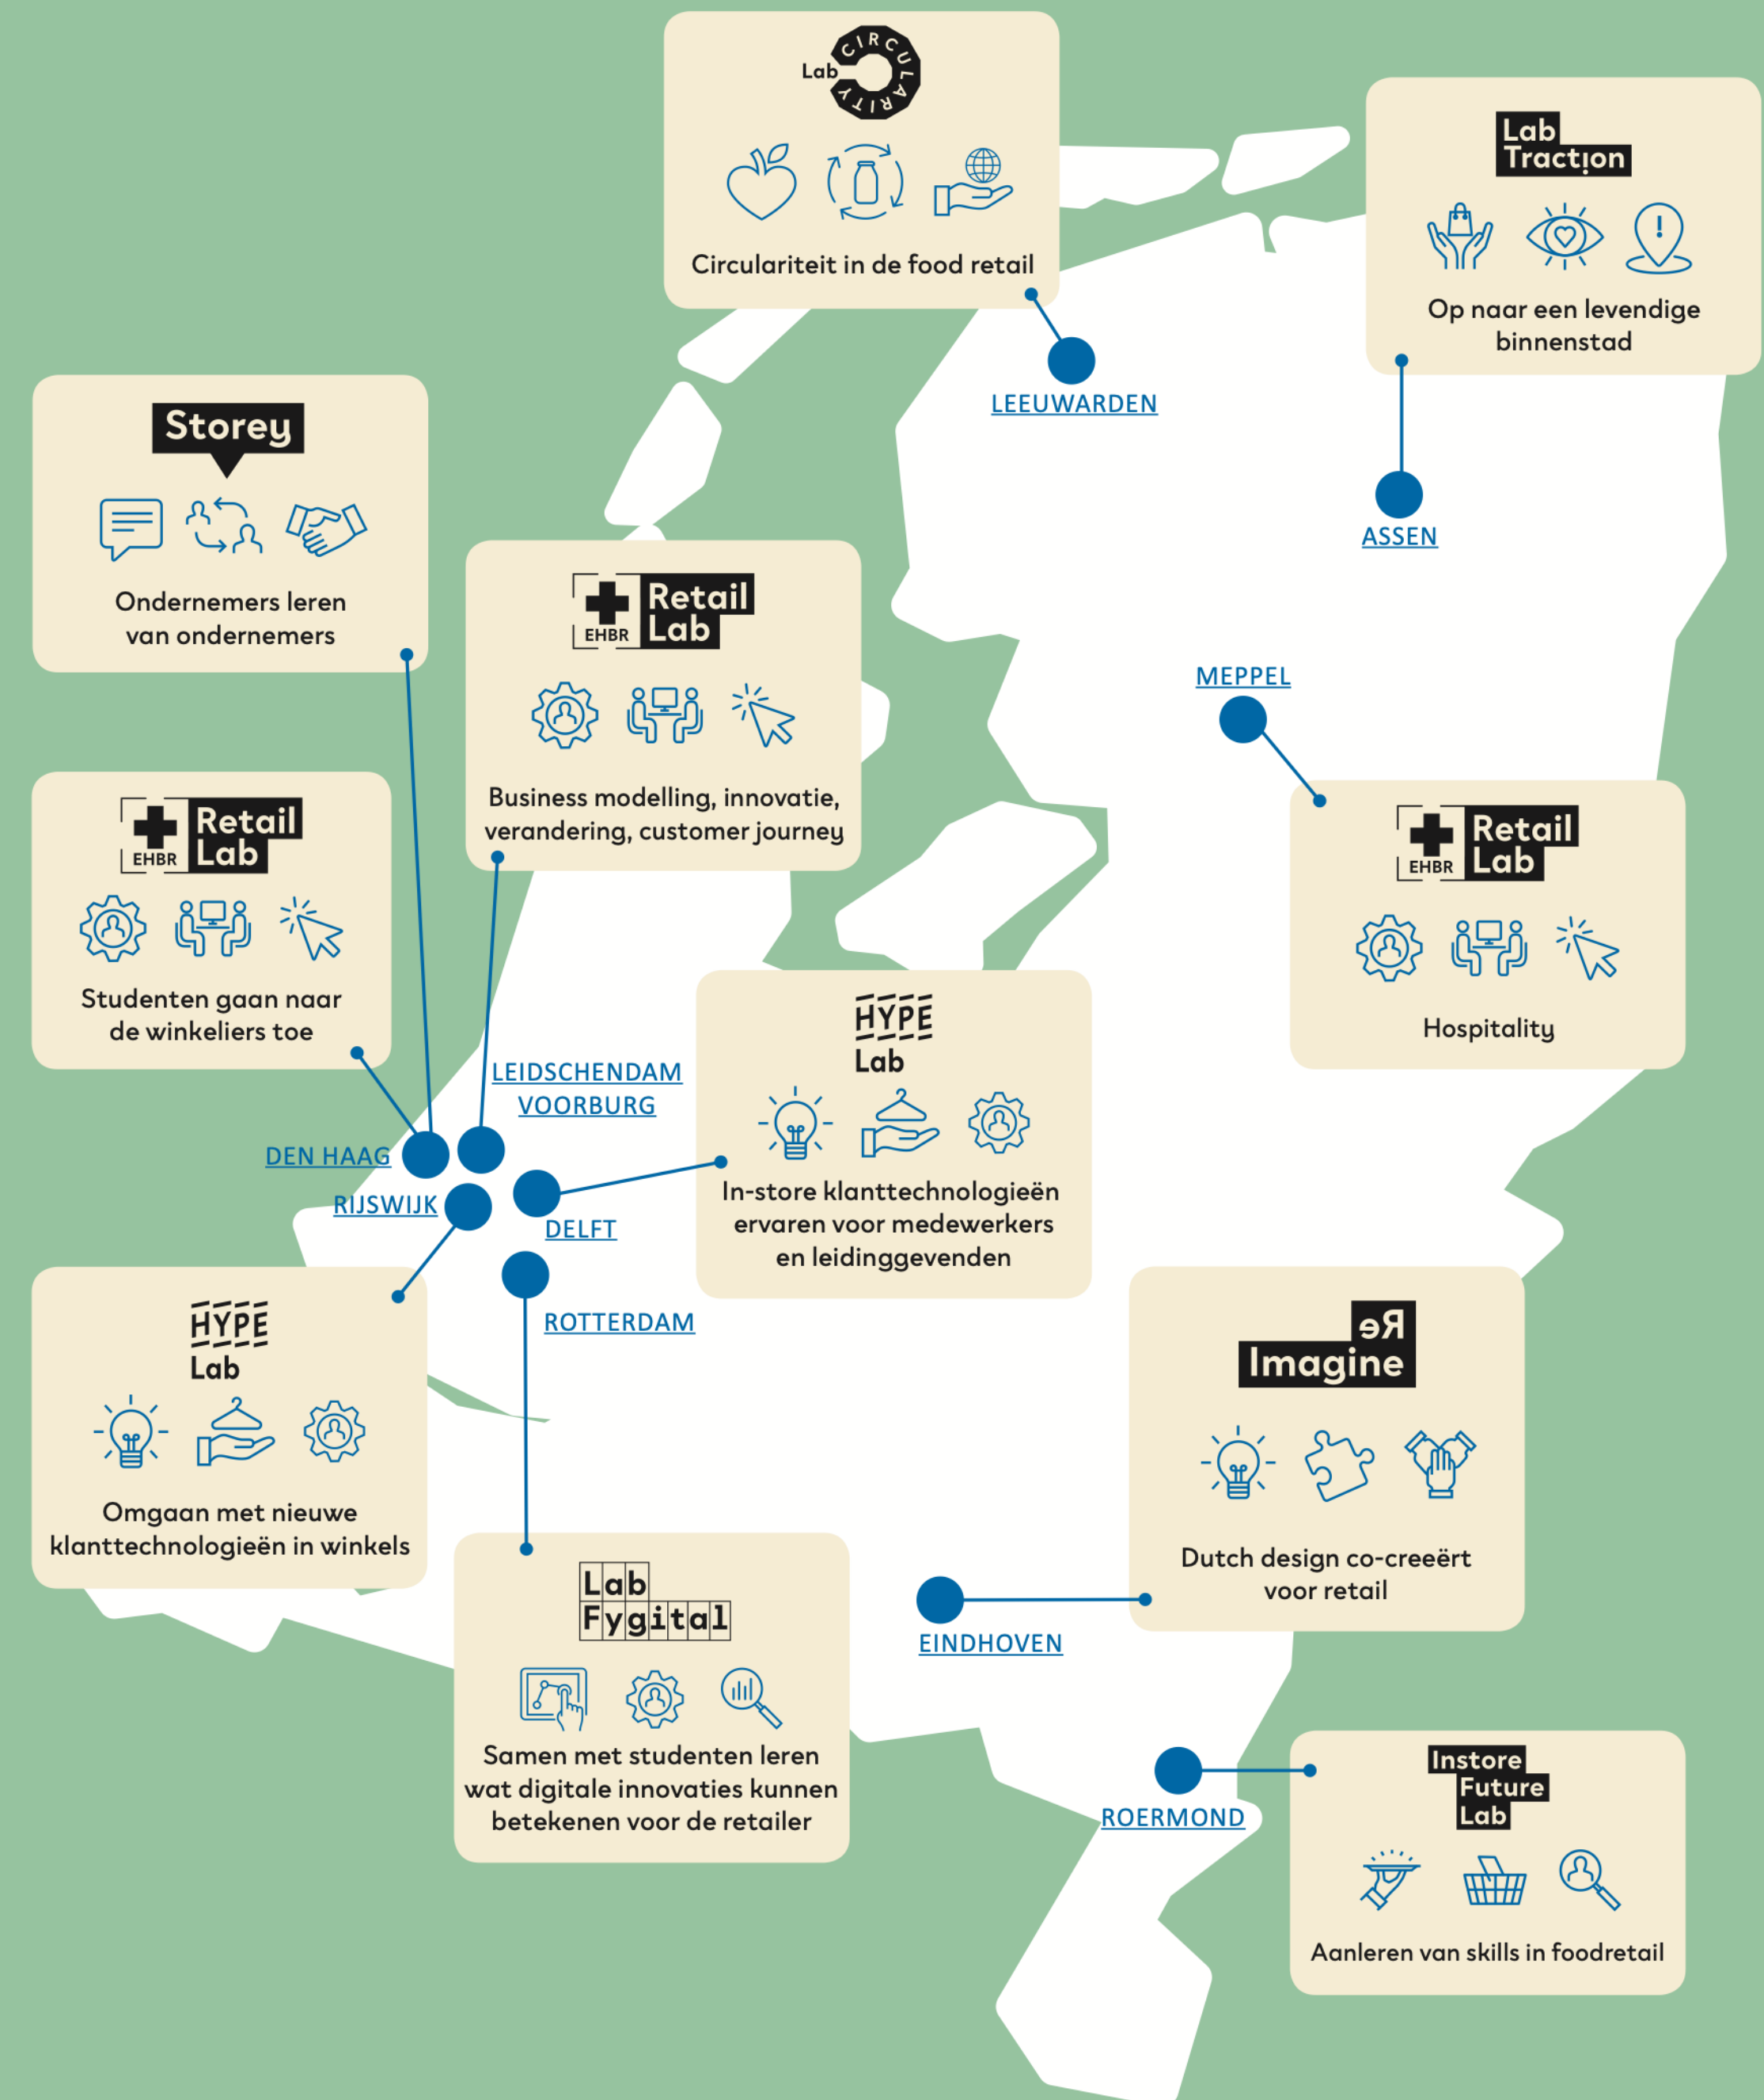 Lab
CIRCULARITY
Circulariteit in de food retail
LEEUWARDEN
Lab
Traction
Op naar een levendige
binnenstad
ASSEN
Storey
Ondernemers leren
van ondernemers
EHBR
Retail
Lab
Business modelling, innovatie,
verandering, customer journey
MEPPEL
EHBR
Retail
Lab
Studenten gaan naar
de winkeliers toe
EHBR
Retail
Lab
Hospitality
LEIDSCHENDAM
VOORBURG
DEN HAAG
RIJSWIJK
DELFT
ROTTERDAM
HYPE
Lab
In-store klanttechnologieën
ervaren voor medewerkers
en leidinggevenden
HYPE
Lab
Omgaan met nieuwe
klanttechnologieën in winkels
Re
Imagine
Dutch design co-creeërt
voor retail
EINDHOVEN
Lab
Fygital
Samen met studenten leren
wat digitale innovaties kunnen
betekenen voor de retailer
ROERMOND
Instore
Future
Lab
Aanleren van skills in foodretail